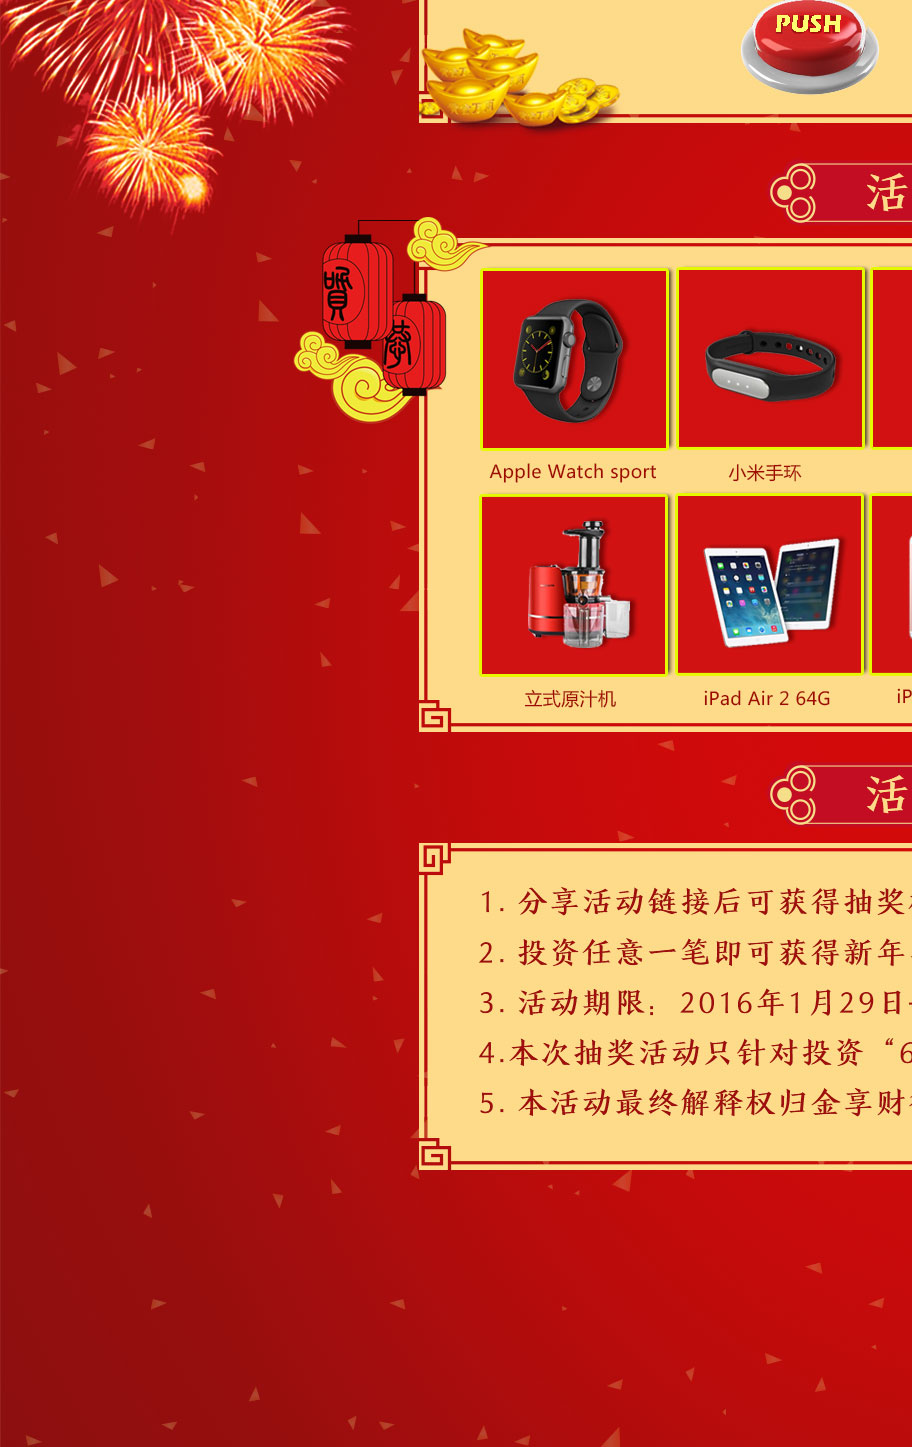 PUSH
活
賀
Apple Watch sport
小米手环
立式原汁机
iPad Air 2 64G
iP
活
1. 分享活动链接后可获得抽奖
2. 投资任意一笔即可获得新年
3. 活动期限：2016年1月29日
4.本次抽奖活动只针对投资“6
5. 本活动最终解释权归金享财